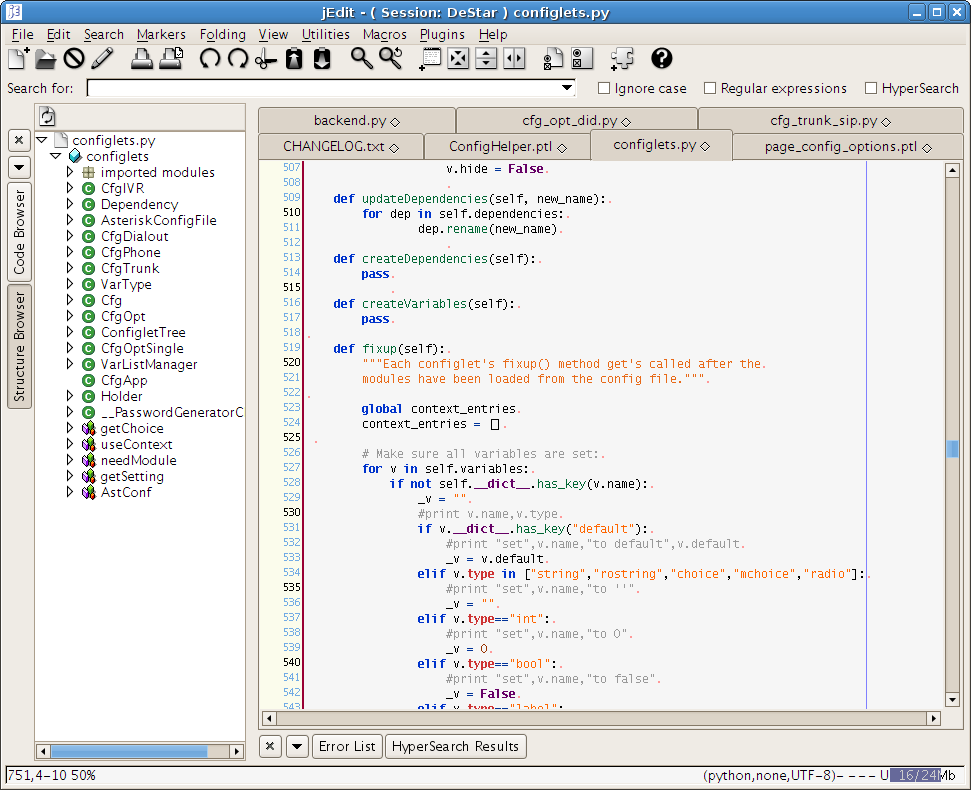 jEdit - ( Session: DeStar ) configlets.py
File Edit Search Markers Folding View Utilities Macros Plugins Help
Search for: Ignore case Regular expressions HyperSearch
backend.py cfg_opt_did.py cfg_trunk_sip.py
CHANGELOG.txt ConfigHelper.ptl configlets.py page_config_options.ptl
Code Browser
Structure Browser
configlets.py
configlets
imported modules
CfgIVR
Dependency
AsteriskConfigFile
CfgDialout
CfgPhone
CfgTrunk
VarType
Cfg
CfgOpt
ConfigletTree
CfgOptSingle
VarListManager
CfgApp
Holder
__PasswordGeneratorC
getChoice
useContext
needModule
getSetting
AstConf
507 v.hide = False.
508 .
509 def updateDependencies(self, new_name):.
510 for dep in self.dependencies:.
511 dep.rename(new_name).
512 .
513 def createDependencies(self):.
514 pass.
515 .
516 def createVariables(self):.
517 pass.
518 .
519 def fixup(self):.
520 """Each configlet's fixup() method get's called after the.
521 modules have been loaded from the config file.""".
522 .
523 global context_entries.
524 context_entries = [].
525 .
526 # Make sure all variables are set:.
527 for v in self.variables:.
528 if not self.__dict__.has_key(v.name):.
529 _v = "".
530 #print v.name,v.type.
531 if v.__dict__.has_key("default"):.
532 #print "set",v.name,"to default",v.default.
533 _v = v.default.
534 elif v.type in ["string","rostring","choice","mchoice","radio"]:.
535 #print "set",v.name,"to ''".
536 _v = "".
537 elif v.type=="int":.
538 #print "set",v.name,"to 0".
539 _v = 0.
540 elif v.type=="bool":.
541 #print "set",v.name,"to false".
542 _v = False.
543 elif v.type=="label":.
Error List HyperSearch Results
751,4-10 50% (python,none,UTF-8)- - - - U 16/24Mb